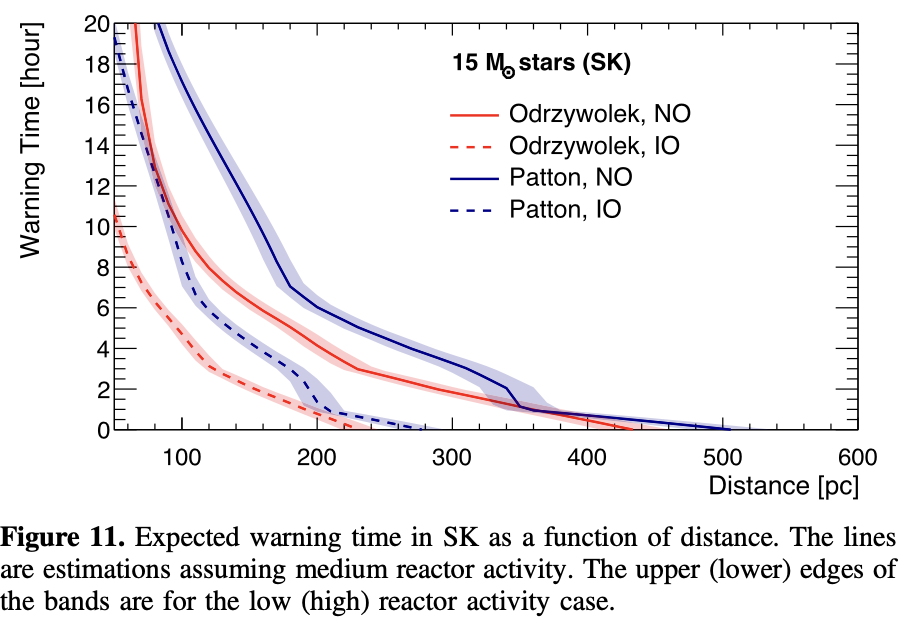 20
18
16
14
12
10
8
6
4
2
0
Warning Time [hour]
15 M⊙ stars (SK)
Odrzywolek, NO
Odrzywolek, IO
Patton, NO
Patton, IO
100 200 300 400 500 600
Distance [pc]
Figure 11. Expected warning time in SK as a function of distance. The lines
are estimations assuming medium reactor activity. The upper (lower) edges of
the bands are for the low (high) reactor activity case.